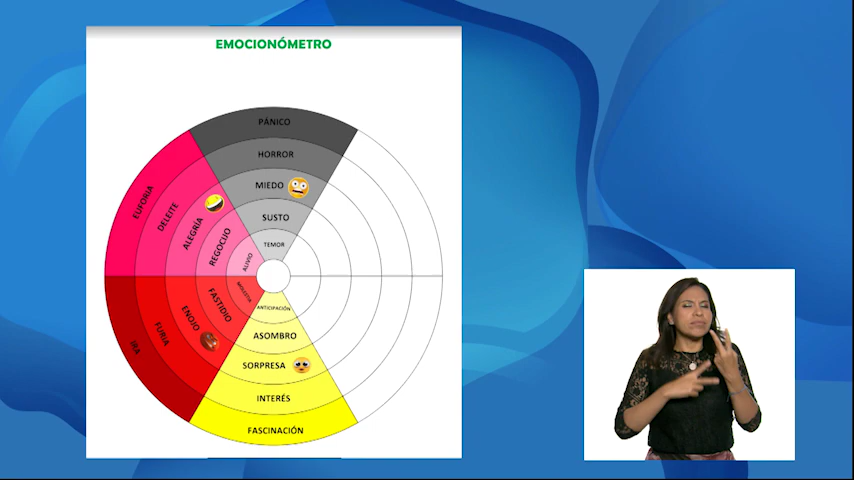 EMOCIONÓMETRO
PÁNICO
HORROR
MIEDO
SUSTO
TEMOR
EUFORIA
DELEITE
ALEGRÍA
REGOCIJO
ALIVIO
IRA
FURIA
ENOJO
FASTIDIO
MOLESTIA
ANTICIPACIÓN
ASOMBRO
SORPRESA
INTERÉS
FASCINACIÓN